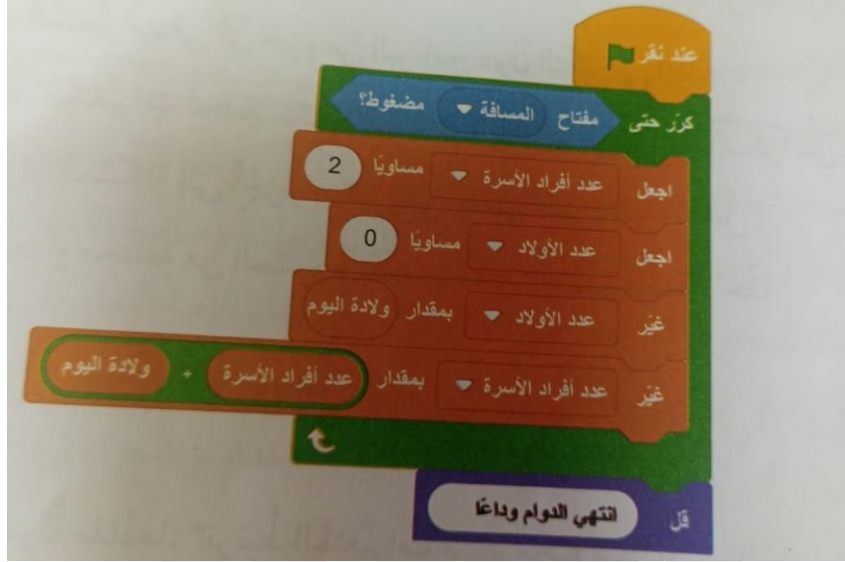 عند نقر
كرّر حتى مفتاح المسافة مضغوط؟
اجعل عدد أفراد الأسرة مساويًا 2
اجعل عدد الأولاد مساويًا 0
غيّر عدد الأولاد بمقدار ولادة اليوم
غيّر عدد أفراد الأسرة بمقدار عدد أفراد الأسرة + ولادة اليوم
قل انتهي الدوام وداعًا